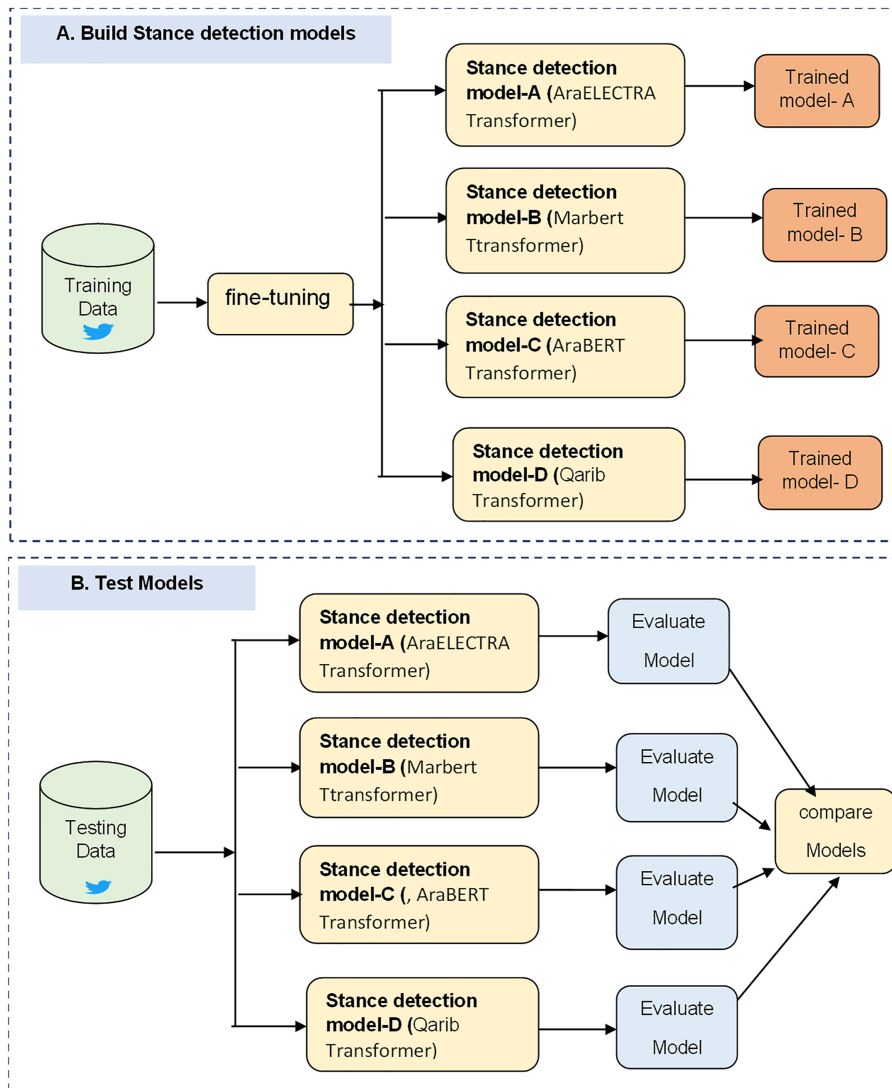 A. Build Stance detection models
Training
Data
fine-tuning
Stance detection
model-A (AraELECTRA
Transformer)
Trained
model- A
Stance detection
model-B (Marbert
Ttransformer)
Trained
model- B
Stance detection
model-C (AraBERT
Transformer)
Trained
model- C
Stance detection
model-D (Qarib
Transformer)
Trained
model- D
B. Test Models
Testing
Data
Stance detection
model-A (AraELECTRA
Transformer)
Evaluate
Model
Stance detection
model-B (Marbert
Ttransformer)
Evaluate
Model
Stance detection
model-C (, AraBERT
Transformer)
Evaluate
Model
Stance detection
model-D (Qarib
Transformer)
Evaluate
Model
compare
Models